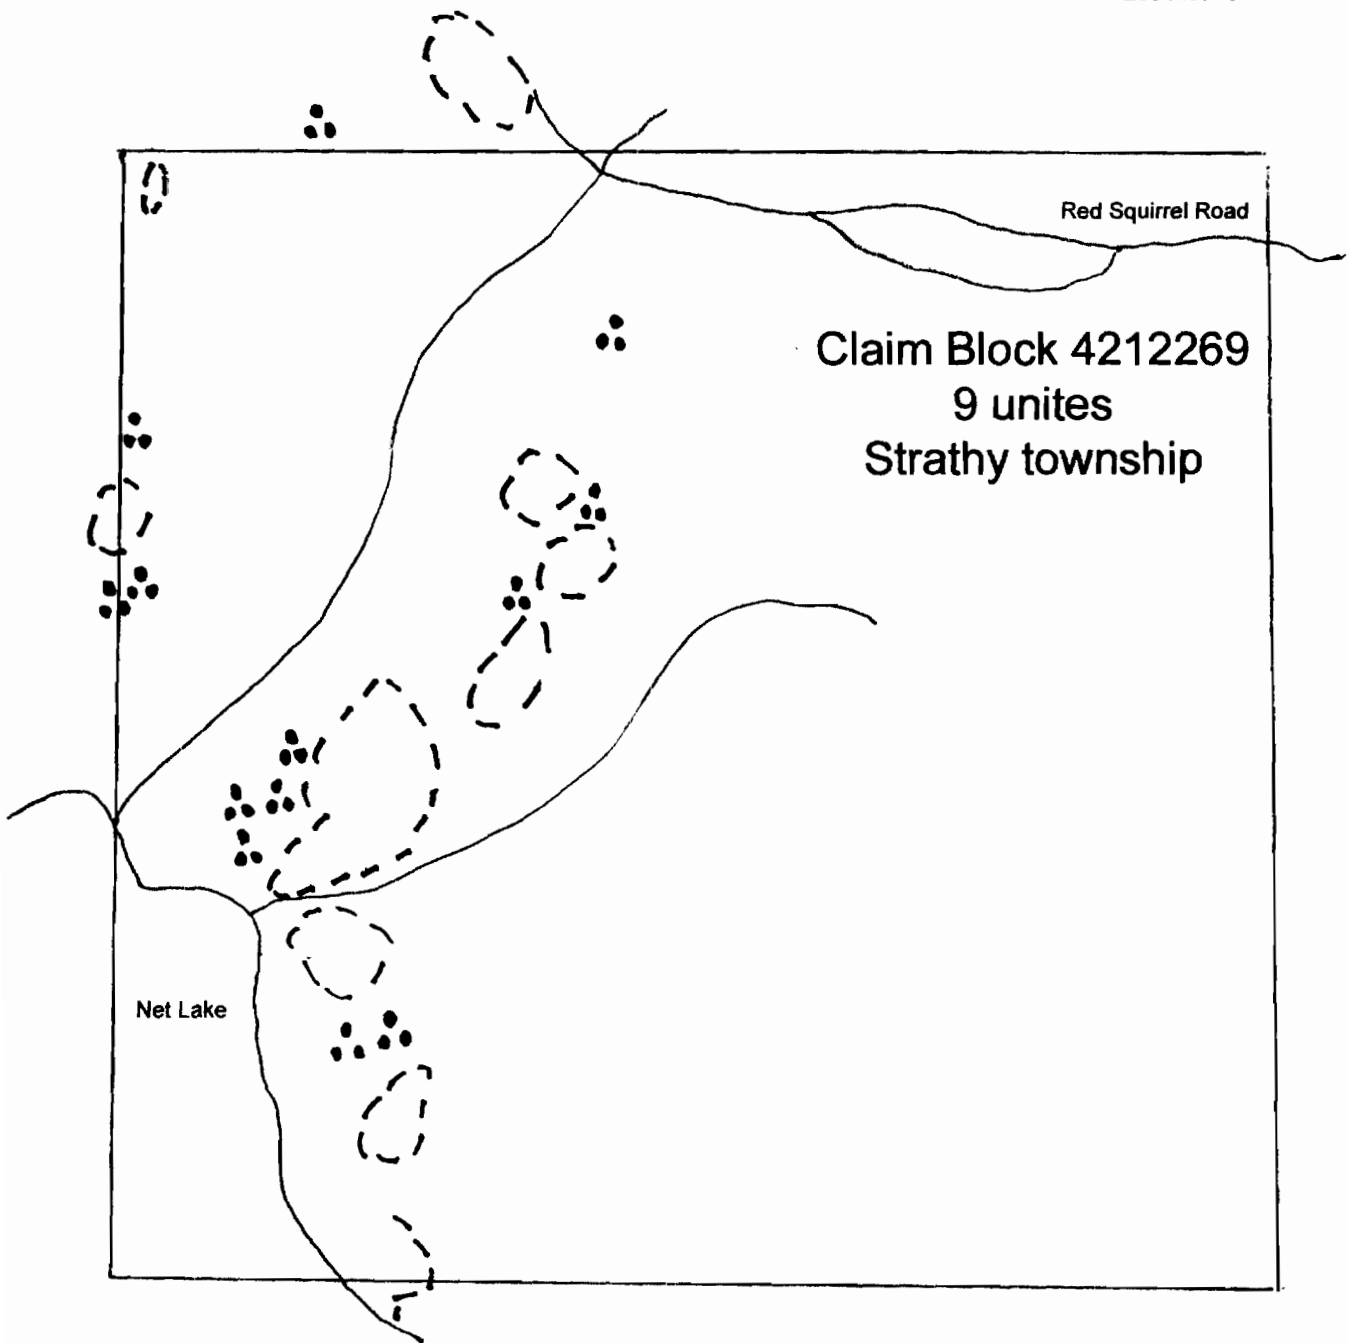 Red Squirrel Road
Claim Block 4212269
9 unites
Strathy township
Net Lake